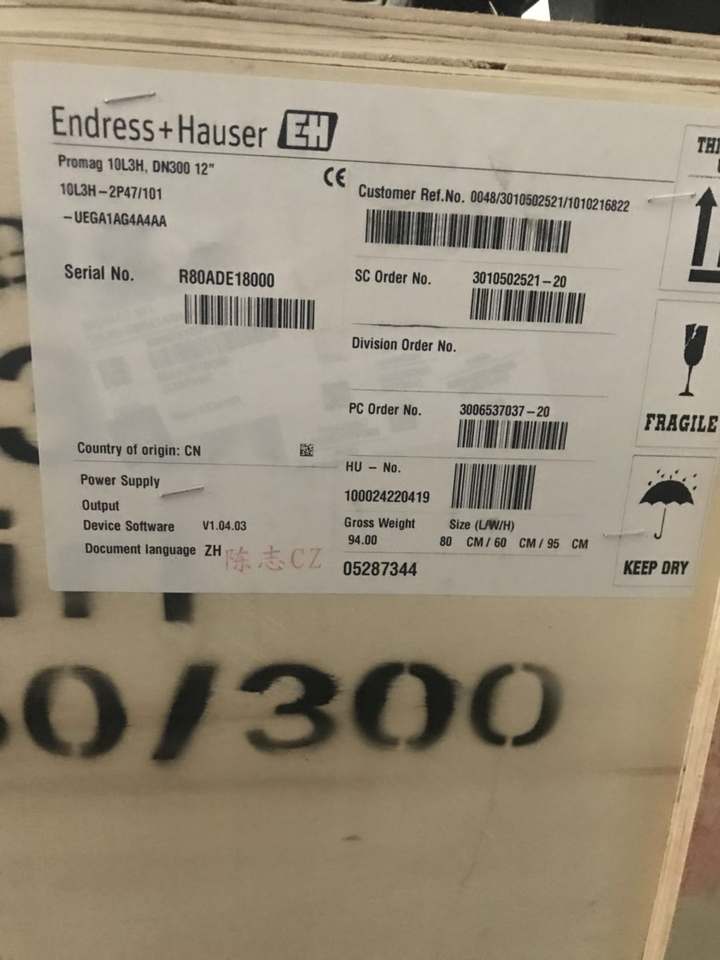 Endress+Hauser EH
Promag 10L3H, DN300 12"
10L3H-2P47/101
-UEGA1AG4A4AA
CE
Customer Ref.No. 0048/3010502521/1010216822
Serial No. R80ADE18000
SC Order No. 3010502521-20
Division Order No.
PC Order No. 3006537037-20
Country of origin: CN
HU - No.
100024220419
Power Supply
Output
Device Software V1.04.03
Document language ZH
陈志CZ
Gross Weight Size (L/W/H)
94.00 80 CM / 60 CM / 95 CM
05287344
FRAGILE
KEEP DRY
0/300